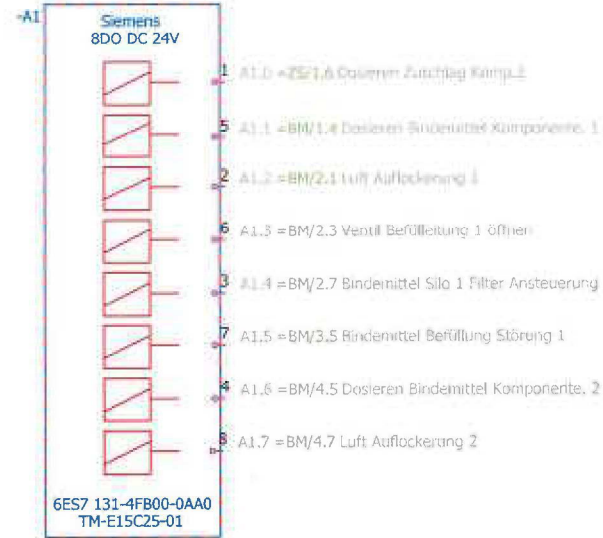 -A1
Siemens
8DO DC 24V
1 A1.0 =ZS/1.6 Dosieren Zuschlag Komp.2
5 A1.1 =BM/1.4 Dosieren Bindemittel Komponente. 1
2 A1.2 =BM/2.1 Luft Auflockerung 1
6 A1.3 =BM/2.3 Ventil Befülleitung 1 öffnen
3 A1.4 =BM/2.7 Bindemittel Silo 1 Filter Ansteuerung
7 A1.5 =BM/3.5 Bindemittel Befüllung Störung 1
4 A1.6 =BM/4.5 Dosieren Bindemittel Komponente. 2
8 A1.7 =BM/4.7 Luft Auflockerung 2
6ES7 131-4FB00-0AA0
TM-E15C25-01